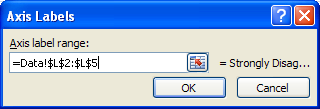 Axis Labels
Axis label range:
=Data!$L$2:$L$5 = Strongly Disag...
OK Cancel